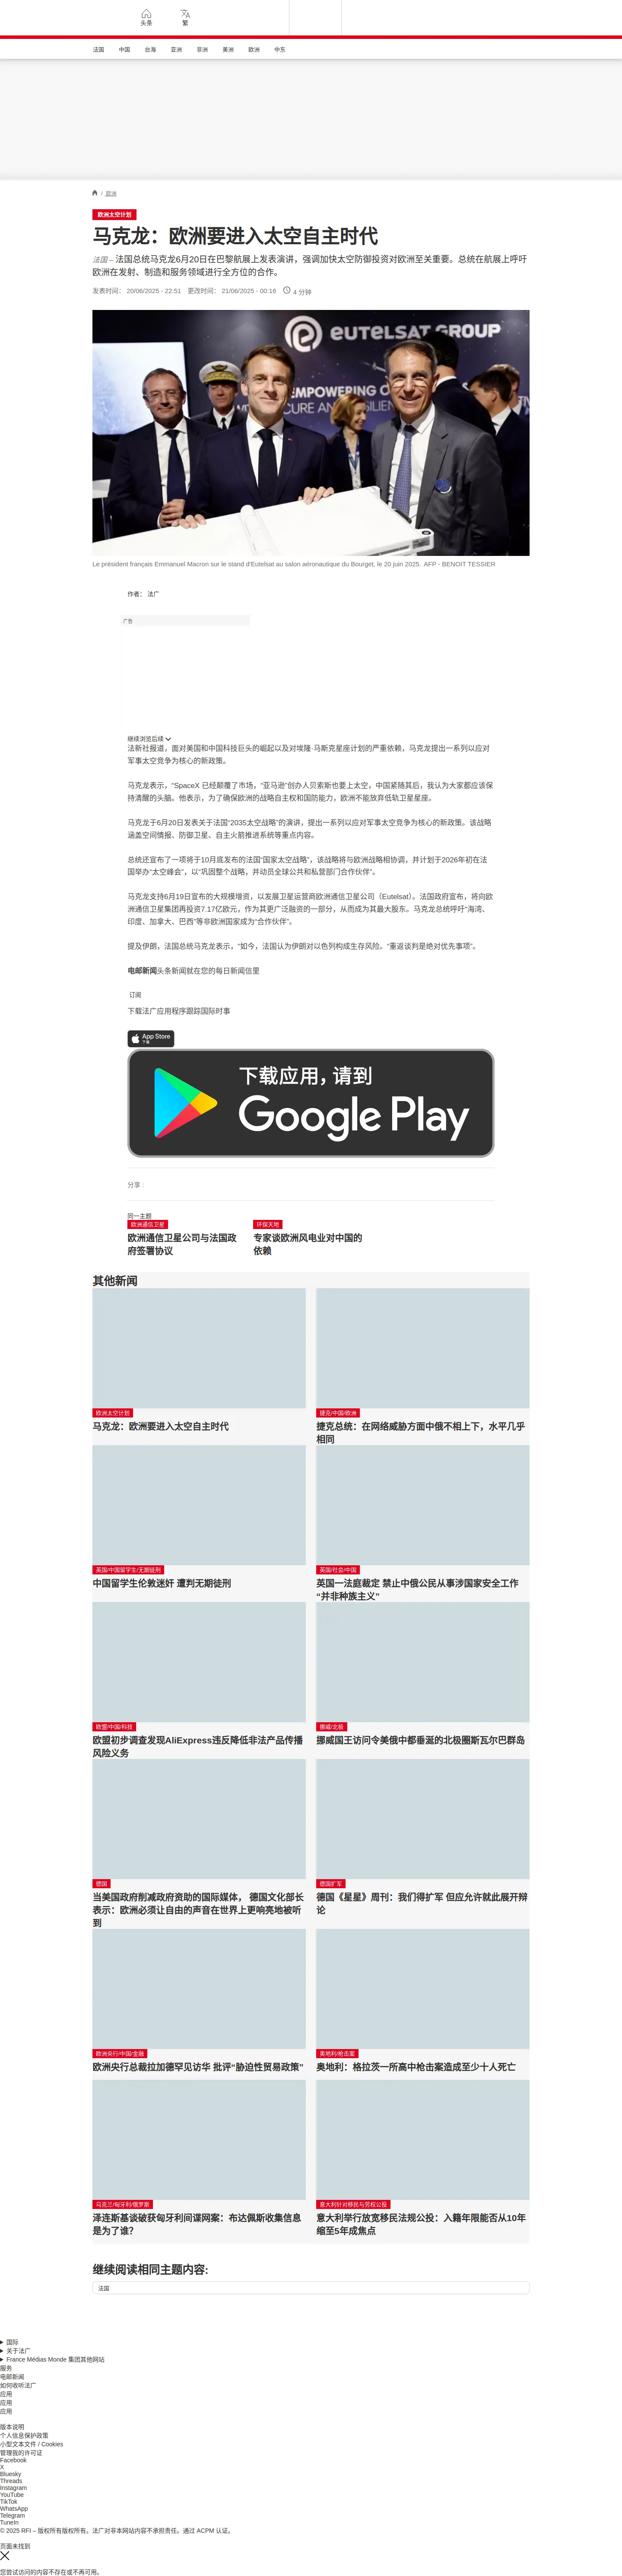 头条
繁
法国 中国 台海 亚洲 非洲 美洲 欧洲 中东
/ 欧洲
欧洲太空计划
马克龙：欧洲要进入太空自主时代
法国 – 法国总统马克龙6月20日在巴黎航展上发表演讲，强调加快太空防御投资对欧洲至关重要。总统在航展上呼吁
欧洲在发射、制造和服务领域进行全方位的合作。
发表时间： 20/06/2025 - 22:51 更改时间： 21/06/2025 - 00:16 4 分钟
eutelsat GROUP
EMPOWERING
CURE AND
Le président français Emmanuel Macron sur le stand d'Eutelsat au salon aéronautique du Bourget, le 20 juin 2025. AFP - BENOIT TESSIER
作者： 法广
广告
继续浏览后续
法新社报道，面对美国和中国科技巨头的崛起以及对埃隆·马斯克星座计划的严重依赖，马克龙提出一系列以应对
军事太空竞争为核心的新政策。
马克龙表示，“SpaceX 已经颠覆了市场，“亚马逊”创办人贝索斯也要上太空，中国紧随其后，我认为大家都应该保
持清醒的头脑。他表示，为了确保欧洲的战略自主权和国防能力，欧洲不能放弃低轨卫星星座。
马克龙于6月20日发表关于法国“2035太空战略”的演讲，提出一系列以应对军事太空竞争为核心的新政。该战略
涵盖空间情报、防御卫星、自主火箭推进系统等重点内容。
总统还宣布了一项将于10月底发布的法国“国家太空战略”，该战略将与欧洲战略相协调，并计划于2026年初在法
国举办“太空峰会”，以“巩固整个战略，并动员全球公共和私营部门合作伙伴”。
马克龙支持6月19日宣布的大规模增资，以发展卫星运营商欧洲通信卫星公司（Eutelsat）。法国政府宣布，将向欧
洲通信卫星集团再投资7.17亿欧元，作为其更广泛融资的一部分，从而成为其最大股东。马克龙总统呼吁“海湾、
印度、加拿大、巴西”等非欧洲国家成为“合作伙伴”。
提及伊朗，法国总统马克龙表示，“如今，法国认为伊朗对以色列构成生存风险。“重返谈判是绝对优先事项”。
电邮新闻头条新闻就在您的每日新闻信里
订阅
下载法广应用程序跟踪国际时事
App Store
下载
下载应用，请到
Google Play
分享 :
同一主题
欧洲通信卫星
欧洲通信卫星公司与法国政
府签署协议
环保天地
专家谈欧洲风电业对中国的
依赖
其他新闻
欧洲太空计划
马克龙：欧洲要进入太空自主时代
捷克/中国/欧洲
捷克总统：在网络威胁方面中俄不相上下，水平几乎
相同
英国/中国留学生/无期徒刑
中国留学生伦敦迷奸 遭判无期徒刑
英国/社会/中国
英国一法庭裁定 禁止中俄公民从事涉国家安全工作
“并非种族主义”
欧盟/中国/科技
欧盟初步调查发现AliExpress违反降低非法产品传播
风险义务
挪威/北极
挪威国王访问令美俄中都垂涎的北极圈斯瓦尔巴群岛
德国
当美国政府削减政府资助的国际媒体， 德国文化部长
表示：欧洲必须让自由的声音在世界上更响亮地被听
到
德国扩军
德国《星星》周刊：我们得扩军 但应允许就此展开辩
论
欧洲央行/中国/金融
欧洲央行总裁拉加德罕见访华 批评“胁迫性贸易政策”
奥地利/枪击案
奥地利：格拉茨一所高中枪击案造成至少十人死亡
乌克兰/匈牙利/俄罗斯
泽连斯基谈破获匈牙利间谍网案：布达佩斯收集信息
是为了谁？
意大利针对移民与劳权公投
意大利举行放宽移民法规公投：入籍年限能否从10年
缩至5年成焦点
继续阅读相同主题内容:
法国
国际
关于法广
France Médias Monde 集团其他网站
服务
电邮新闻
如何收听法广
应用
应用
应用
版本说明
个人信息保护政策
小型文本文件 / Cookies
管理我的许可证
Facebook
X
Bluesky
Threads
Instagram
YouTube
TikTok
WhatsApp
Telegram
TuneIn
© 2025 RFI – 版权所有版权所有。法广对非本网站内容不承担责任。通过 ACPM 认证。
页面未找到
您尝试访问的内容不存在或不再可用。